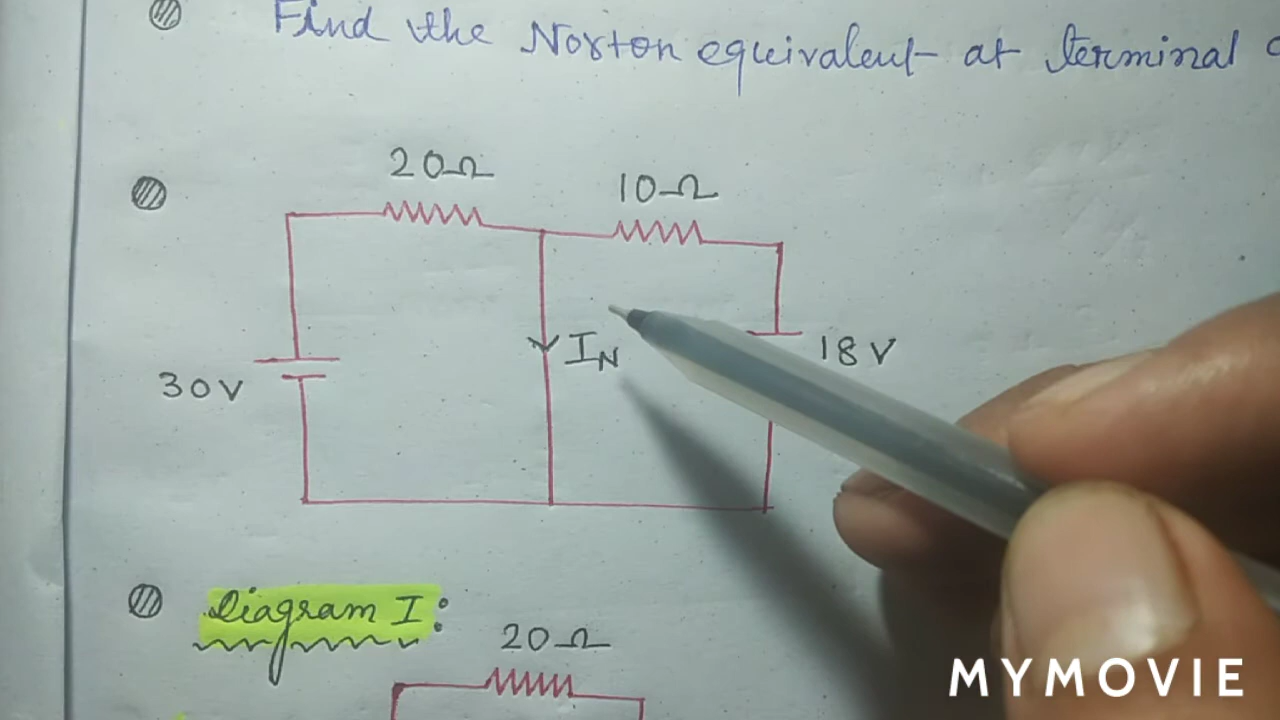 Find the Norton equivalent at terminal
20Ω
10Ω
IN
18V
30V
Diagram I:
20Ω
MYMOVIE